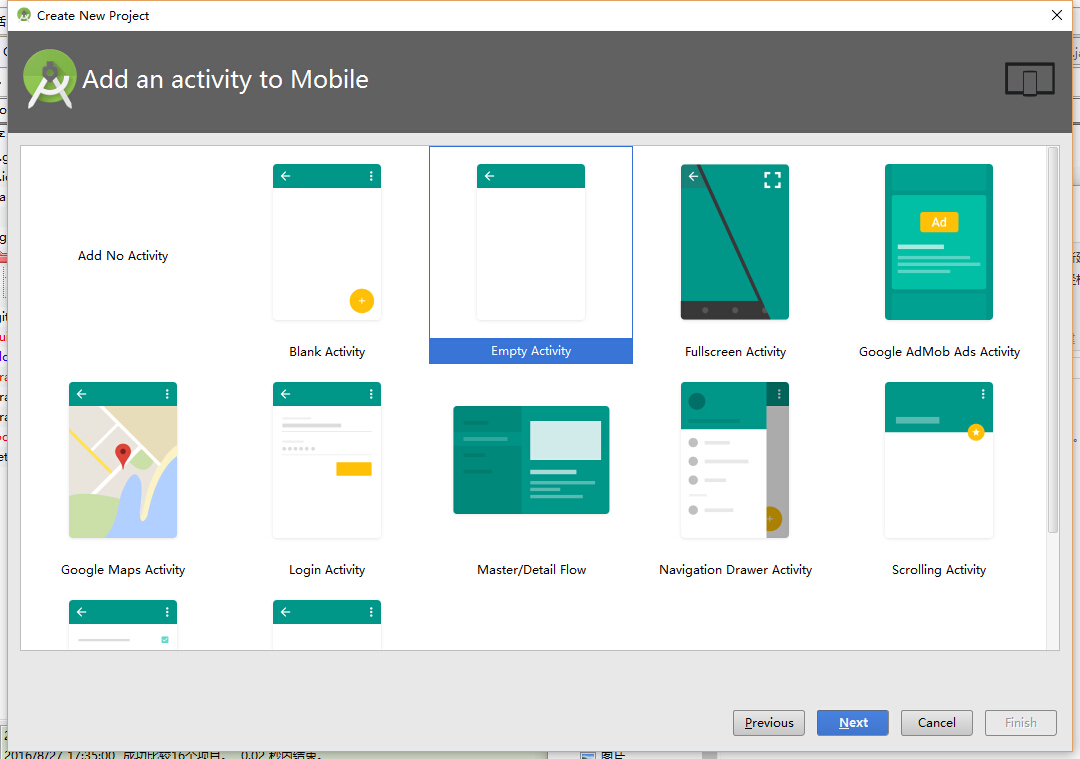 Create New Project
Add an activity to Mobile
Add No Activity
Blank Activity
Empty Activity
Fullscreen Activity
Ad
Google AdMob Ads Activity
Google Maps Activity
Login Activity
Master/Detail Flow
Navigation Drawer Activity
Scrolling Activity
Previous
Next
Cancel
Finish
2016/8/27 17:35:00 成功比较16个项目， 0.02 秒内结束。
图片